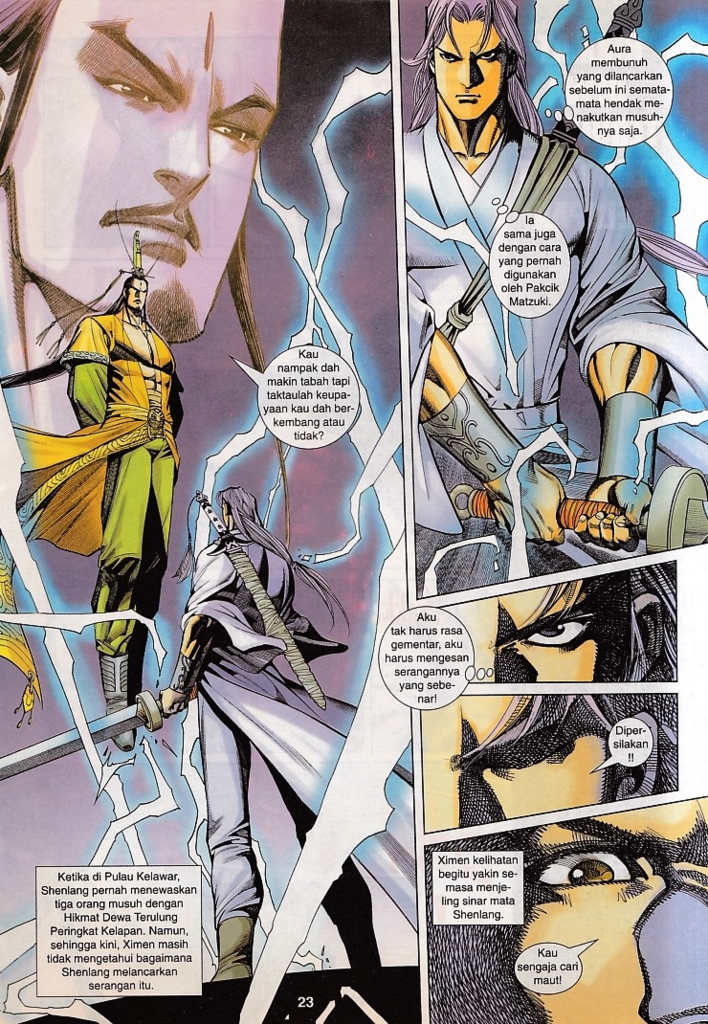 Kau
nampak dah
makin tabah tapi
taktaulah keupa-
yaan kau dah ber-
kembang atau
tidak?
Ketika di Pulau Kelawar,
Shenlang pernah menewaskan
tiga orang musuh dengan
Hikmat Dewa Terulung
Peringkat Kelapan. Namun,
sehingga kini, Ximen masih
tidak mengetahui bagaimana
Shenlang melancarkan
serangan itu.
Aura
membunuh
yang dilancarkan
sebelum ini semata-
mata hendak me-
nakutkan musuh-
nya saja.
Ia
sama juga
dengan cara
yang pernah
digunakan
oleh Pakcik
Matzuki.
Aku
tak harus rasa
gementar, aku
harus mengesan
serangannya
yang sebe-
nar!
Diper-
silakan
!!
Ximen kelihatan
begitu yakin se-
masa menje-
ling sinar mata
Shenlang.
Kau
sengaja cari
maut!
23